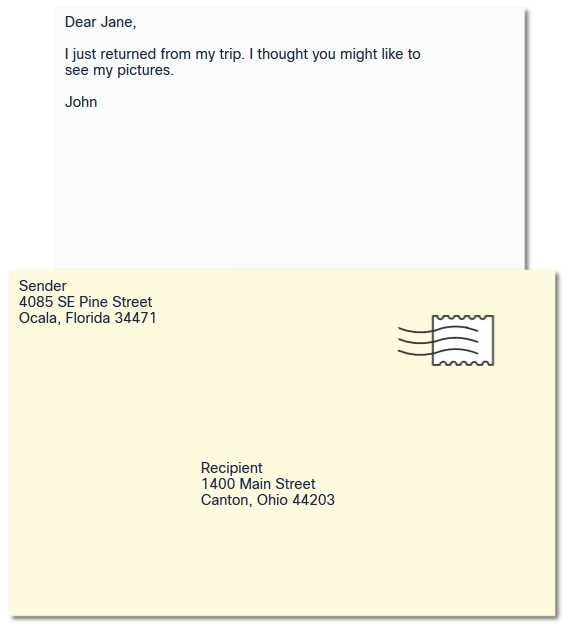 Dear Jane,
I just returned from my trip. I thought you might like to
see my pictures.
John
Sender
4085 SE Pine Street
Ocala, Florida 34471
Recipient
1400 Main Street
Canton, Ohio 44203